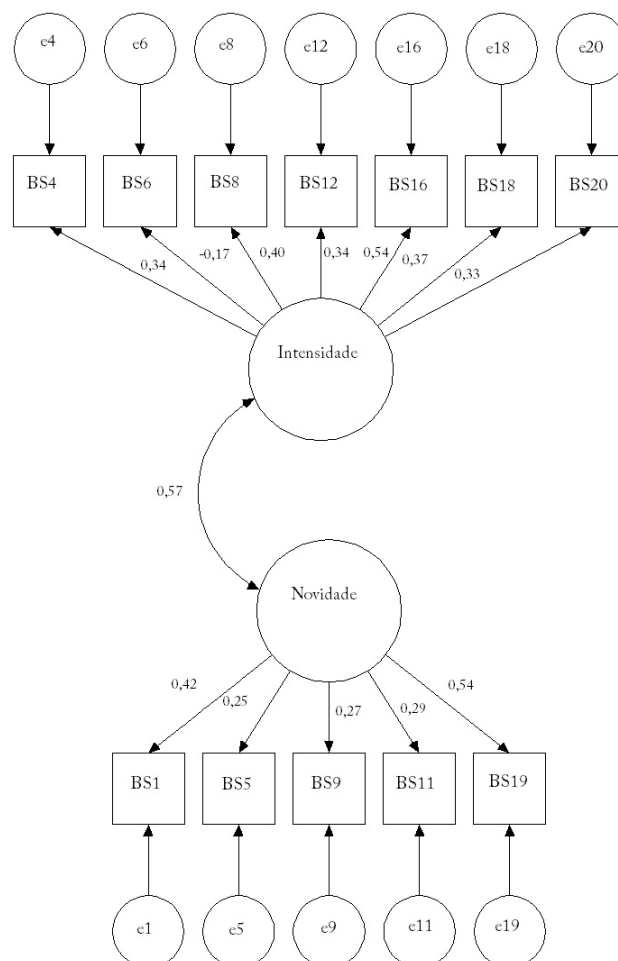 e4 e6 e8 e12 e16 e18 e20
BS4 BS6 BS8 BS12 BS16 BS18 BS20
0,34 -0,17 0,40 0,34 0,54 0,37 0,33
Intensidade
0,57
Novidade
0,42 0,25 0,27 0,29 0,54
BS1 BS5 BS9 BS11 BS19
e1 e5 e9 e11 e19